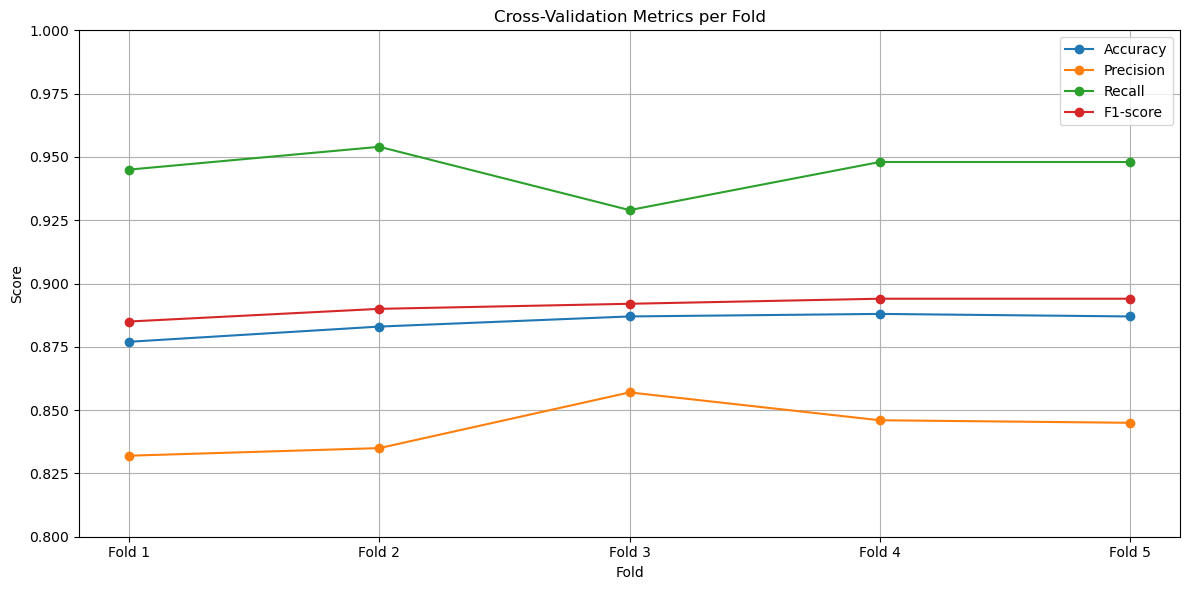 Cross-Validation Metrics per Fold
1.000
0.975
0.950
0.925
0.900
0.875
0.850
0.825
0.800
Score
Accuracy
Precision
Recall
F1-score
Fold 1 Fold 2 Fold 3 Fold 4 Fold 5
Fold